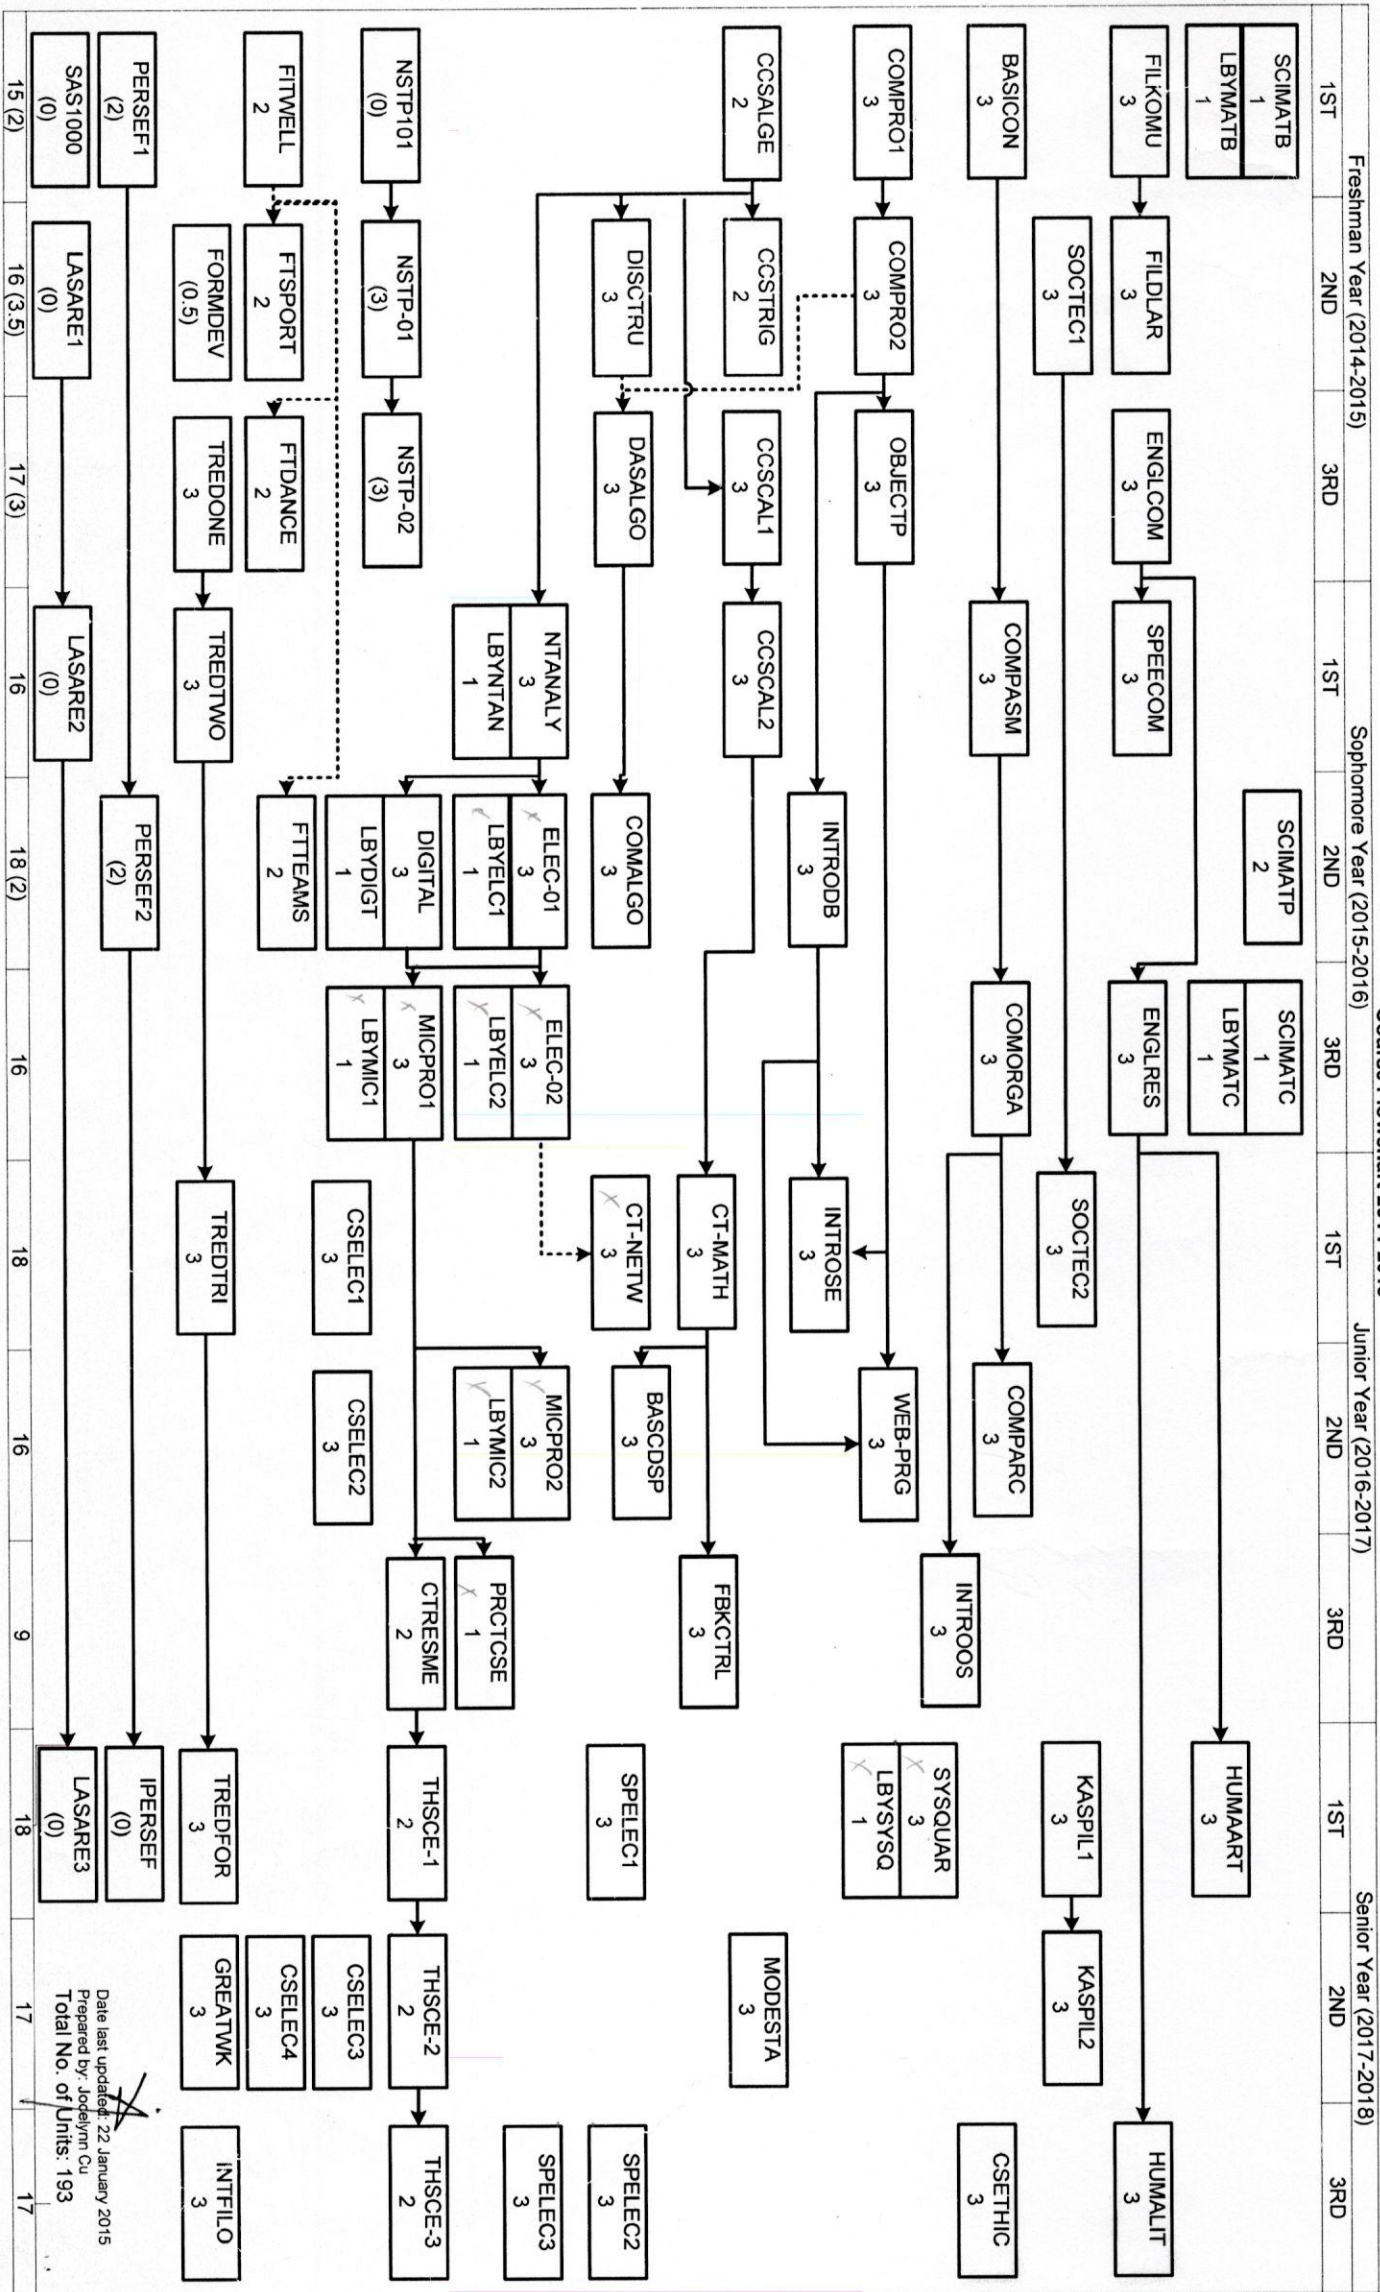 Freshman Year (2014-2015)
Sophomore Year (2015-2016)
Junior Year (2016-2017)
Senior Year (2017-2018)
1ST
2ND
3RD
1ST
2ND
3RD
1ST
2ND
3RD
1ST
2ND
3RD
SCIMATB
1
LBYMATB
1
FILKOMU
3
BASICON
3
COMPRO1
3
CCSALGE
2
NSTP101
(0)
FITWELL
2
PERSEF1
(2)
SAS1000
(0)
15 (2)
FILDLAR
3
SOCTEC1
3
COMPRO2
3
CCSTRIG
2
DISCTRU
3
NSTP-01
(3)
FTSPORT
2
FORMDEV
(0.5)
LASARE1
(0)
16 (3.5)
ENGLCOM
3
OBJECTP
3
CCSCAL1
3
DASALGO
3
NSTP-02
(3)
FTDANCE
2
TREDONE
3
17 (3)
SPEECOM
3
COMPASM
3
CCSCAL2
3
NTANALY
3
LBYNTAN
1
TREDTWO
3
LASARE2
(0)
16
SCIMATP
2
INTRODB
3
COMALGO
3
ELEC-01
3
LBYELC1
1
DIGITAL
3
LBYDIGT
1
FTTEAMS
2
PERSEF2
(2)
18 (2)
SCIMATC
1
LBYMATC
1
ENGLRES
3
COMORGA
3
ELEC-02
3
LBYELC2
1
MICPRO1
3
LBYMIC1
1
16
SOCTEC2
3
INTROSE
3
CT-MATH
3
CT-NETW
3
CSELEC1
3
TREDTRI
3
18
COMPARC
3
WEB-PRG
3
BASCDSP
3
MICPRO2
3
LBYMIC2
1
CSELEC2
3
16
INTROOS
3
FBKCTRL
3
PRCTCSE
1
CTRESME
2
9
HUMAART
3
KASPIL1
3
SYSQUAR
3
LBYSYSQ
1
SPELEC1
3
THSCE-1
2
TREDFOR
3
IPERSEF
(0)
LASARE3
(0)
18
KASPIL2
3
MODESTA
3
THSCE-2
2
CSELEC3
3
CSELEC4
3
GREATWK
3
17
HUMALIT
3
CSETHIC
3
SPELEC2
3
SPELEC3
3
THSCE-3
2
INTFILO
3
17
Date last updated: 22 January 2015
Prepared by: Jocelynn Cu
Total No. of Units: 193